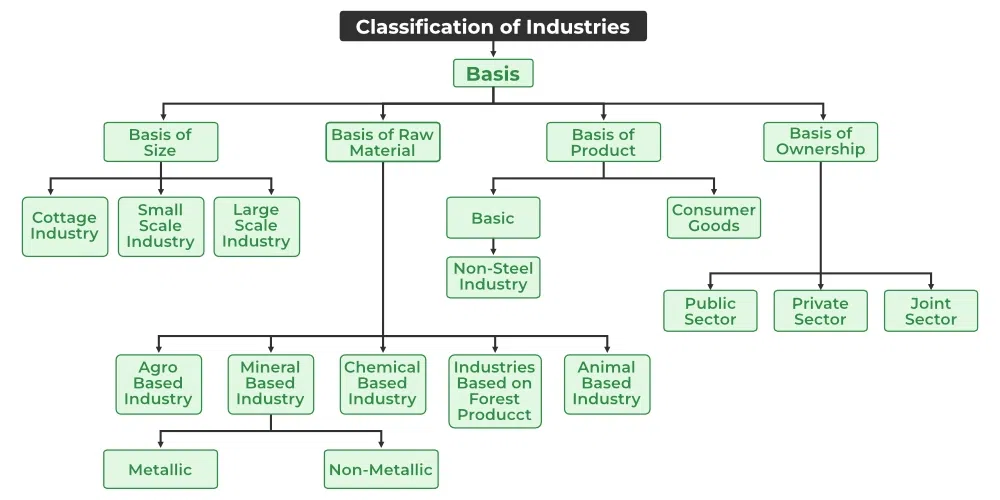 Classification of Industries
Basis
Basis of
Size
Basis of Raw
Material
Basis of
Product
Basis of
Ownership
Cottage
Industry
Small
Scale
Industry
Large
Scale
Industry
Basic
Consumer
Goods
Non-Steel
Industry
Public
Sector
Private
Sector
Joint
Sector
Agro
Based
Industry
Mineral
Based
Industry
Chemical
Based
Industry
Industries
Based on
Forest
Producct
Animal
Based
Industry
Metallic
Non-Metallic